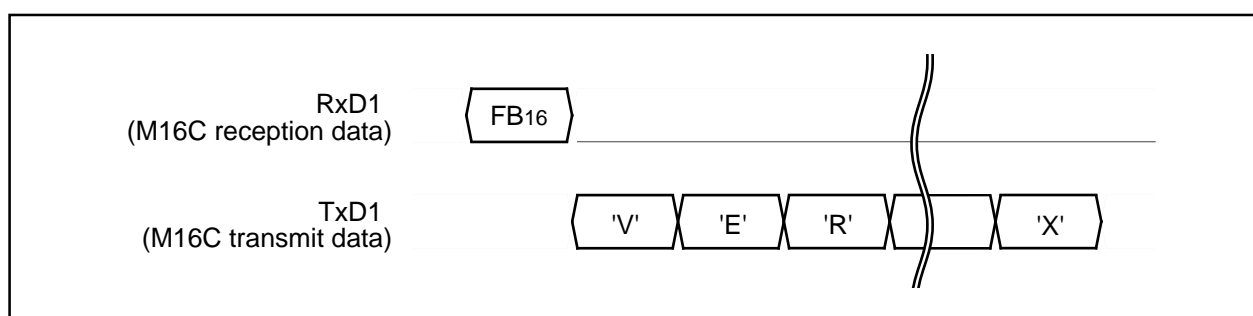 RxD1
(M16C reception data)
FB16
TxD1
(M16C transmit data)
'V' 'E' 'R' 'X'